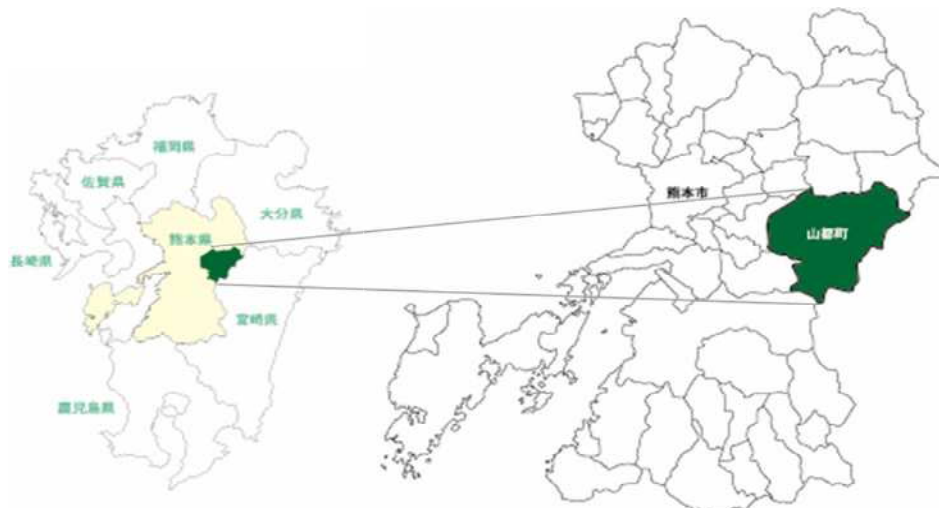 福岡県
佐賀県
大分県
熊本県
長崎県
宮崎県
鹿児島県
熊本市
山都町